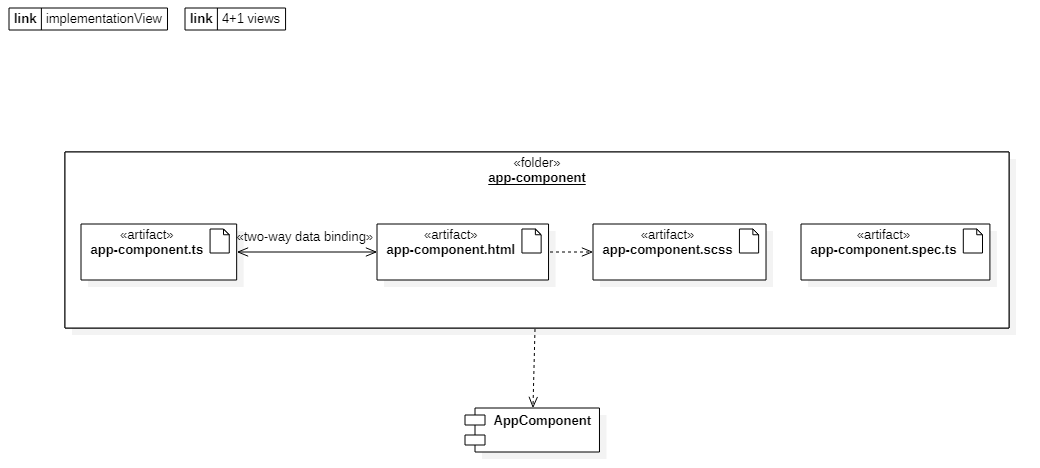 link implementationView
link 4+1 views
«folder»
app-component
«artifact»
app-component.ts
«two-way data binding»
«artifact»
app-component.html
«artifact»
app-component.scss
«artifact»
app-component.spec.ts
AppComponent